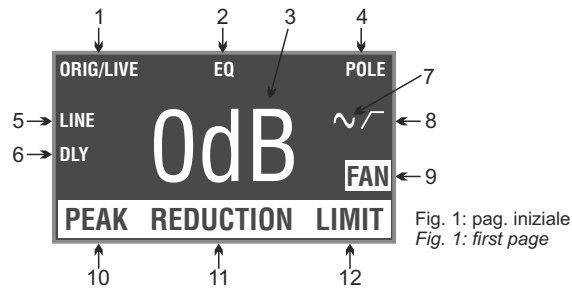 1 2 3 4
ORIG/LIVE EQ POLE
7
5 LINE 0dB 8
6 DLY
FAN 9
PEAK REDUCTION LIMIT
10 11 12
Fig. 1: pag. iniziale
Fig. 1: first page